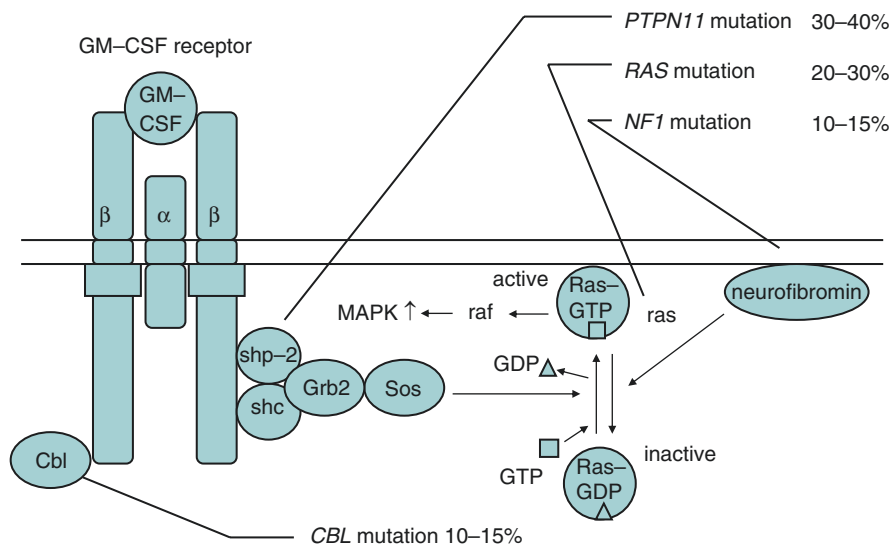 PTPN11 mutation 30–40%
GM–CSF receptor
RAS mutation 20–30%
GM–
CSF
NF1 mutation 10–15%
β α β
active
Ras–
GTP
neurofibromin
MAPK ↑ raf
ras
shp–2
GDP
Grb2 Sos
shc
Cbl
GTP
inactive
Ras–
GDP
CBL mutation 10–15%